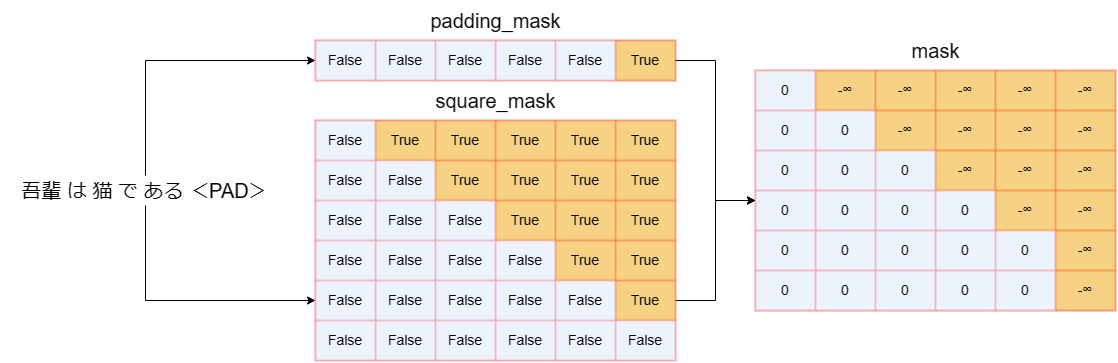 padding_mask
False False False False False True
square_mask
False True True True True True
False False True True True True
False False False True True True
False False False False True True
False False False False False True
False False False False False False
吾輩 は 猫 で ある <PAD>
mask
0 -∞ -∞ -∞ -∞ -∞
0 0 -∞ -∞ -∞ -∞
0 0 0 -∞ -∞ -∞
0 0 0 0 -∞ -∞
0 0 0 0 0 -∞
0 0 0 0 0 -∞